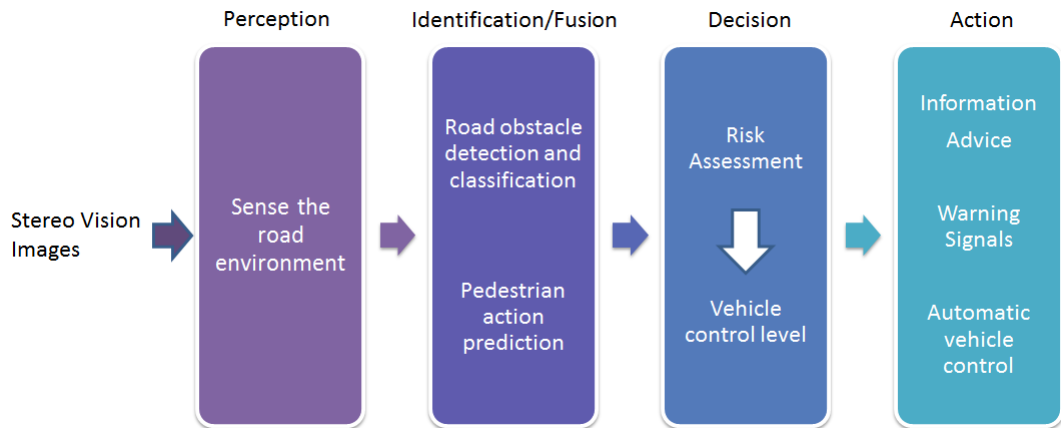 Perception
Identification/Fusion
Decision
Action
Stereo Vision
Images
Sense the
road
environment
Road obstacle
detection and
classification
Pedestrian
action
prediction
Risk
Assessment
Vehicle
control level
Information
Advice
Warning
Signals
Automatic
vehicle
control